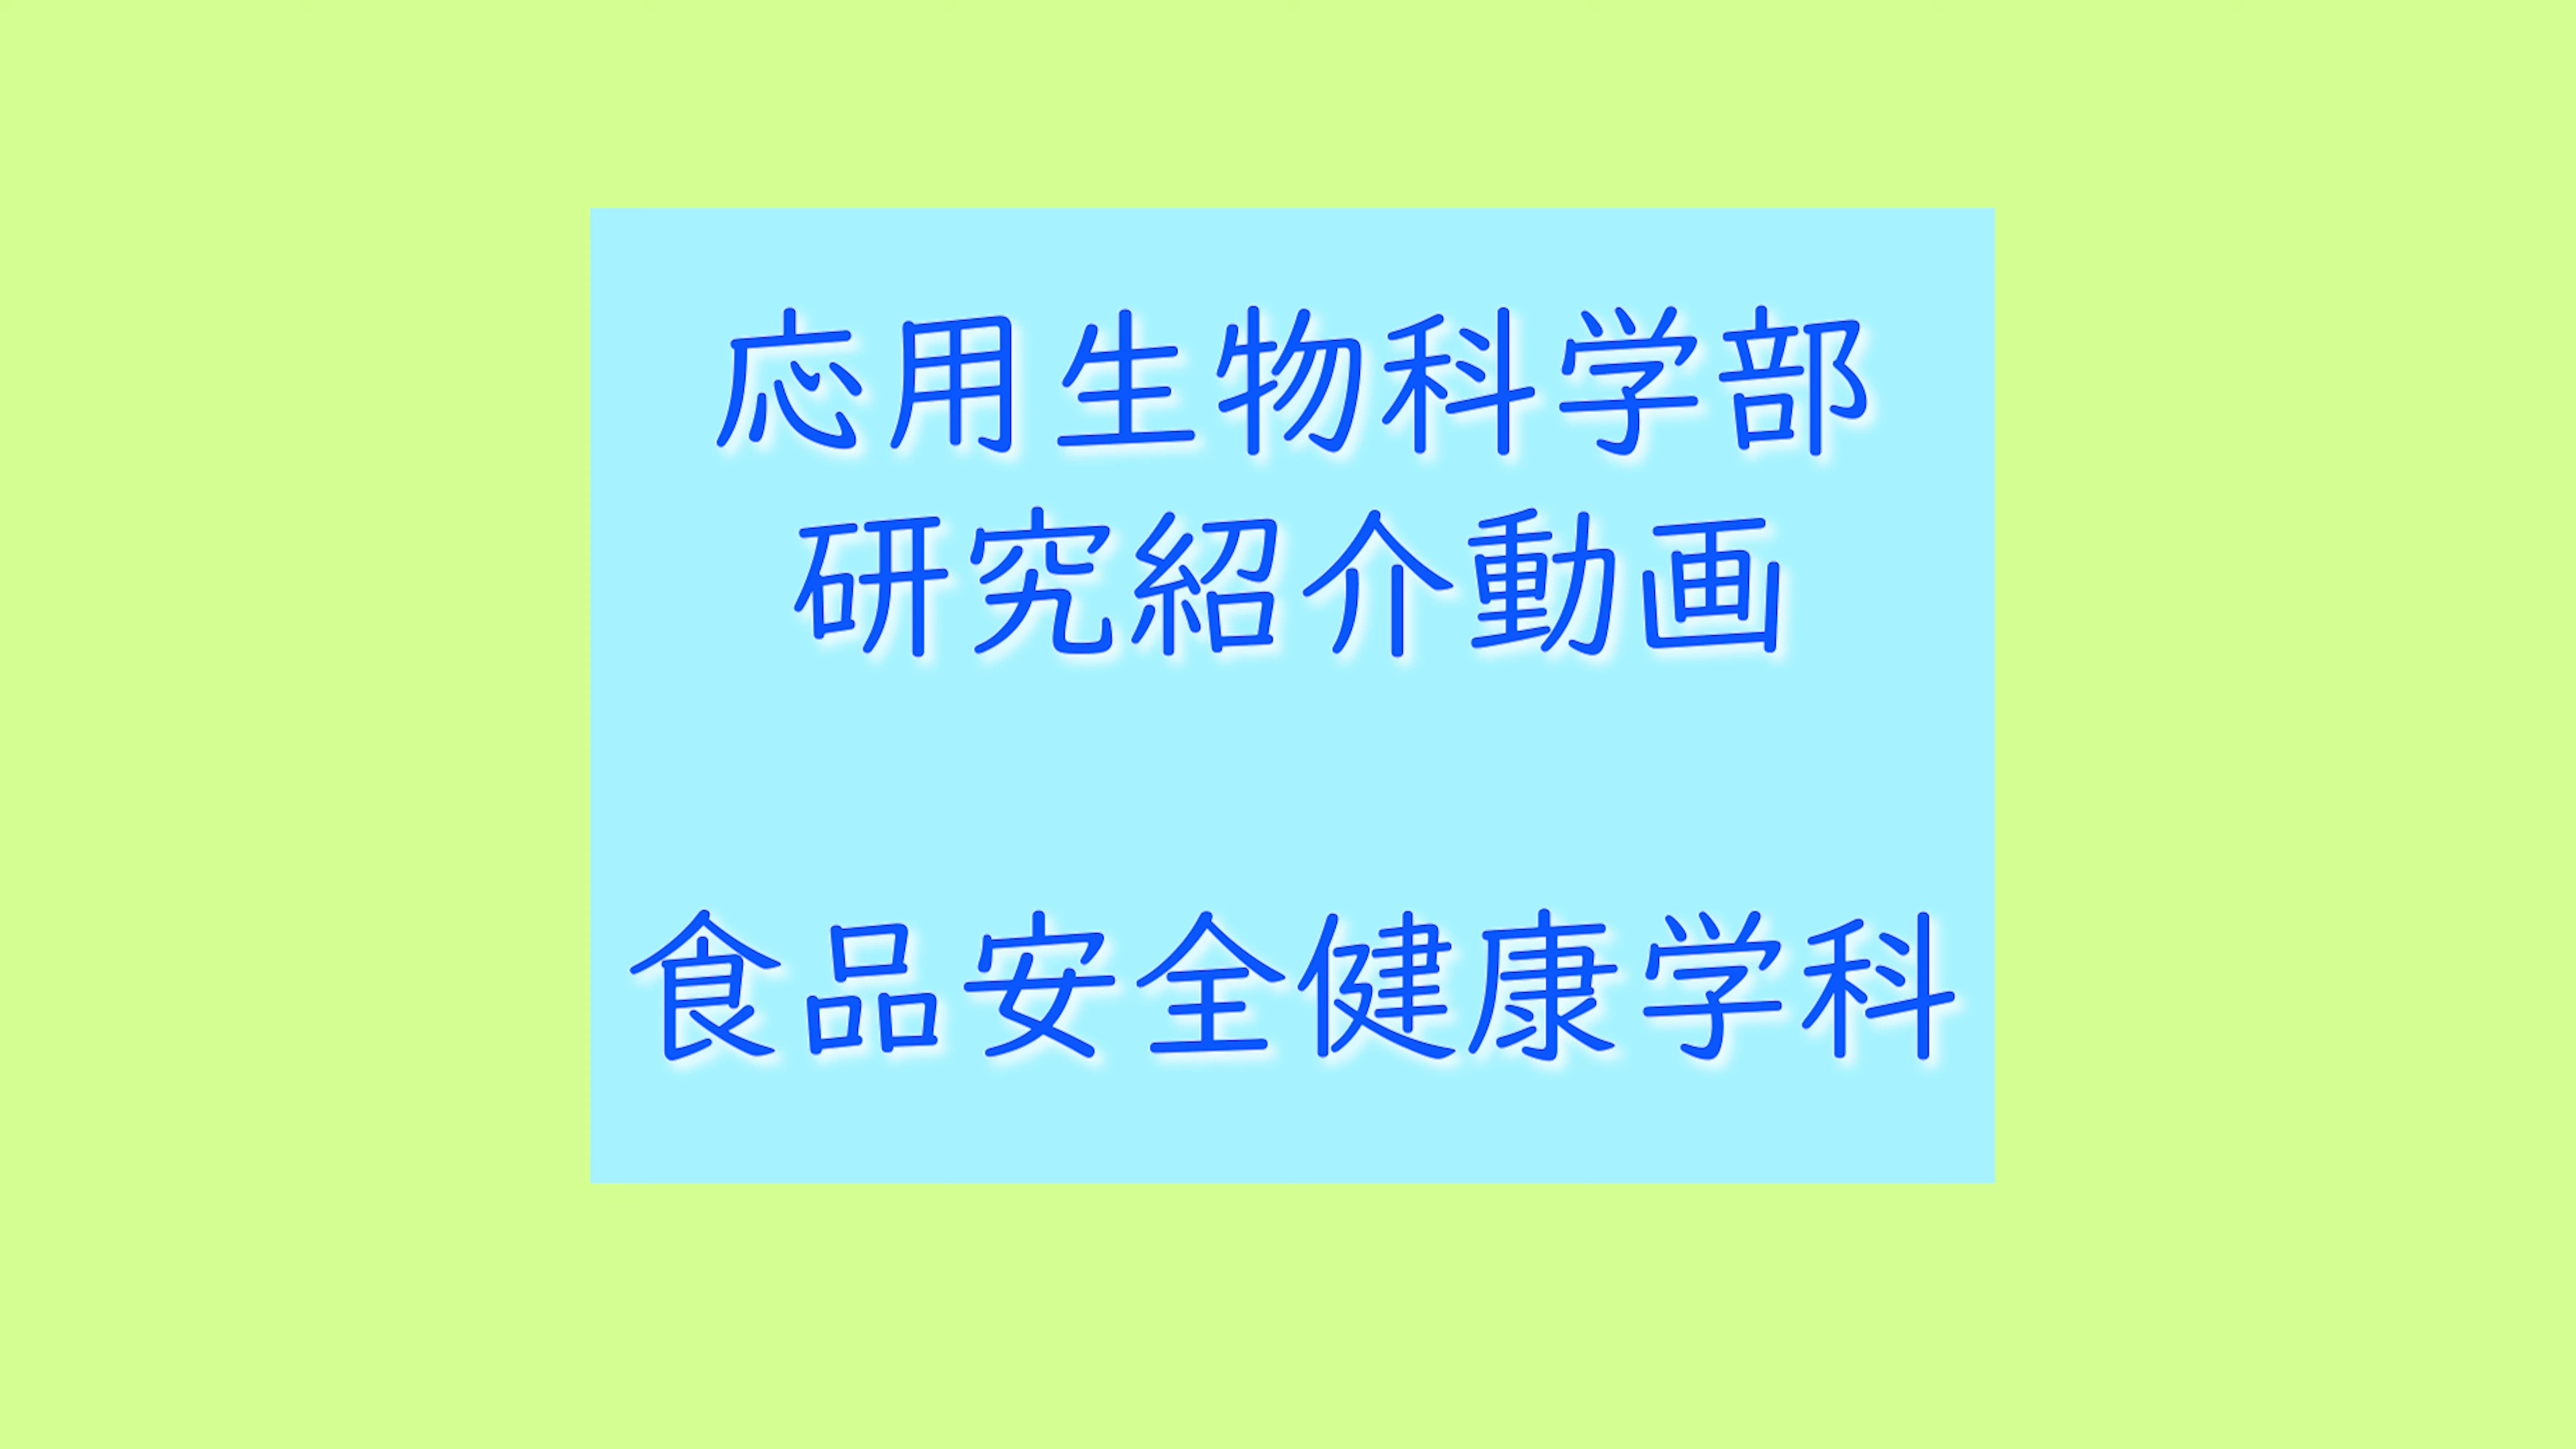 応用生物科学部
研究紹介動画
食品安全健康学科